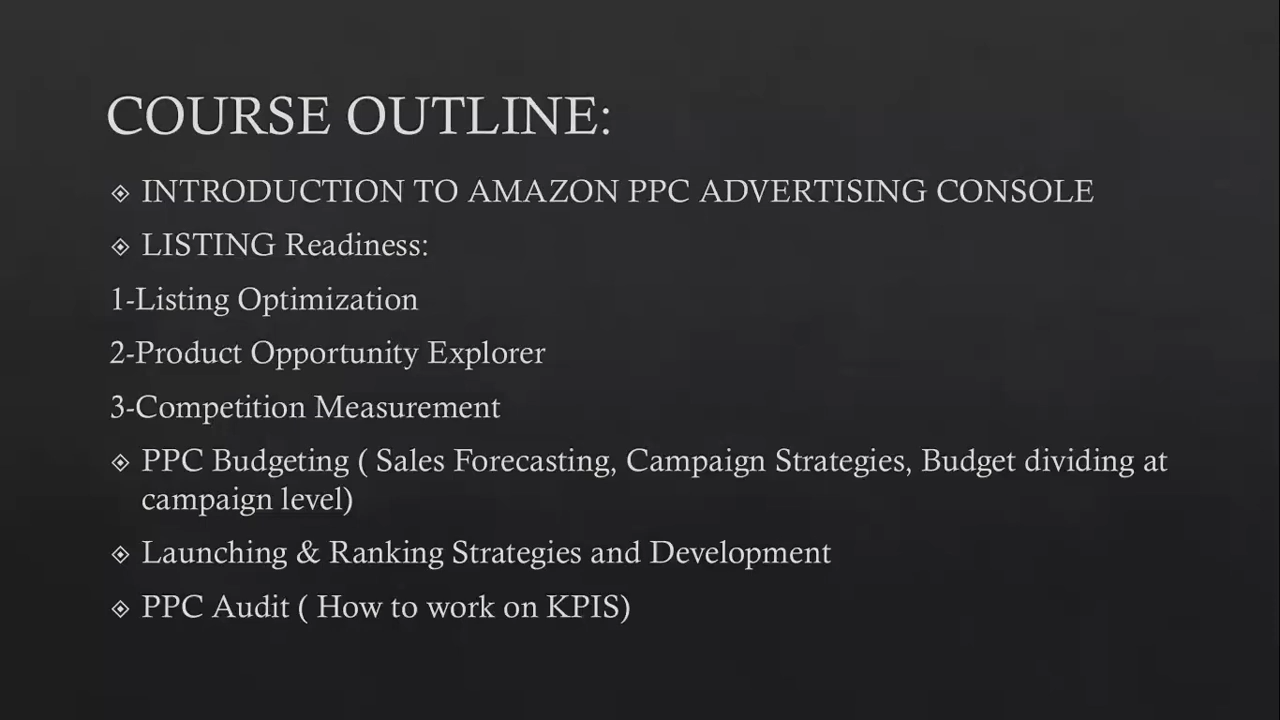 COURSE OUTLINE:
INTRODUCTION TO AMAZON PPC ADVERTISING CONSOLE
LISTING Readiness:
1-Listing Optimization
2-Product Opportunity Explorer
3-Competition Measurement
PPC Budgeting ( Sales Forecasting, Campaign Strategies, Budget dividing at
campaign level)
Launching & Ranking Strategies and Development
PPC Audit ( How to work on KPIS)